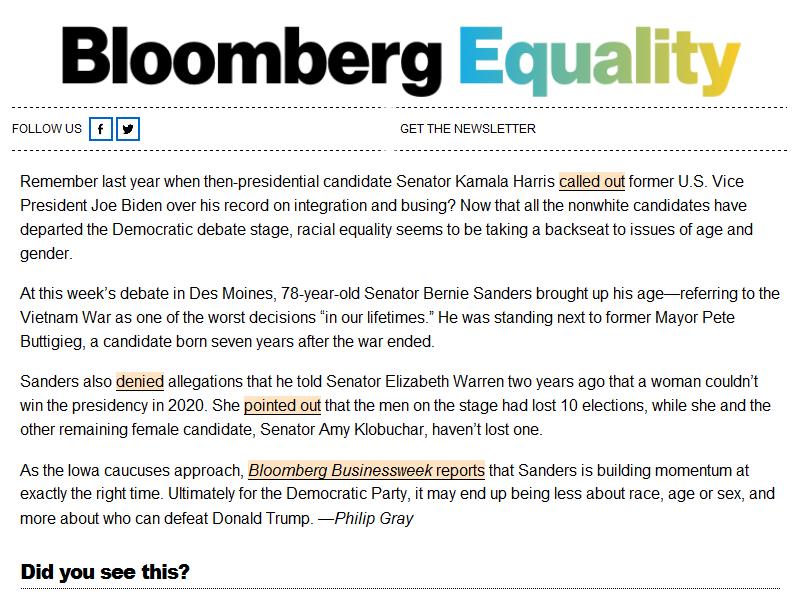 Bloomberg Equality
FOLLOW US
GET THE NEWSLETTER
Remember last year when then-presidential candidate Senator Kamala Harris called out former U.S. Vice
President Joe Biden over his record on integration and busing? Now that all the nonwhite candidates have
departed the Democratic debate stage, racial equality seems to be taking a backseat to issues of age and
gender.
At this week’s debate in Des Moines, 78-year-old Senator Bernie Sanders brought up his age—referring to the
Vietnam War as one of the worst decisions “in our lifetimes.” He was standing next to former Mayor Pete
Buttigieg, a candidate born seven years after the war ended.
Sanders also denied allegations that he told Senator Elizabeth Warren two years ago that a woman couldn’t
win the presidency in 2020. She pointed out that the men on the stage had lost 10 elections, while she and the
other remaining female candidate, Senator Amy Klobuchar, haven’t lost one.
As the Iowa caucuses approach, Bloomberg Businessweek reports that Sanders is building momentum at
exactly the right time. Ultimately for the Democratic Party, it may end up being less about race, age or sex, and
more about who can defeat Donald Trump. —Philip Gray
Did you see this?